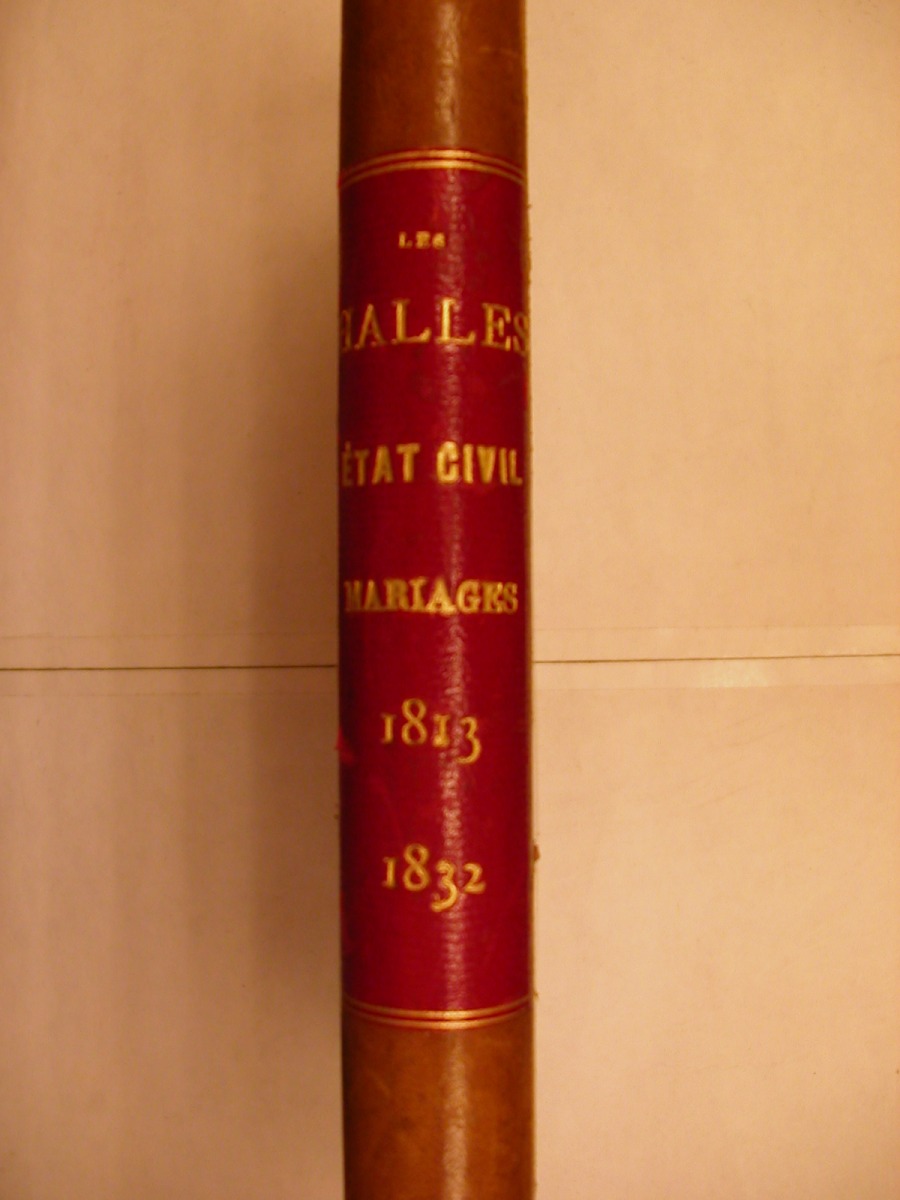 LES
HALLES
ÉTAT CIVIL
MARIAGES
1813
1832